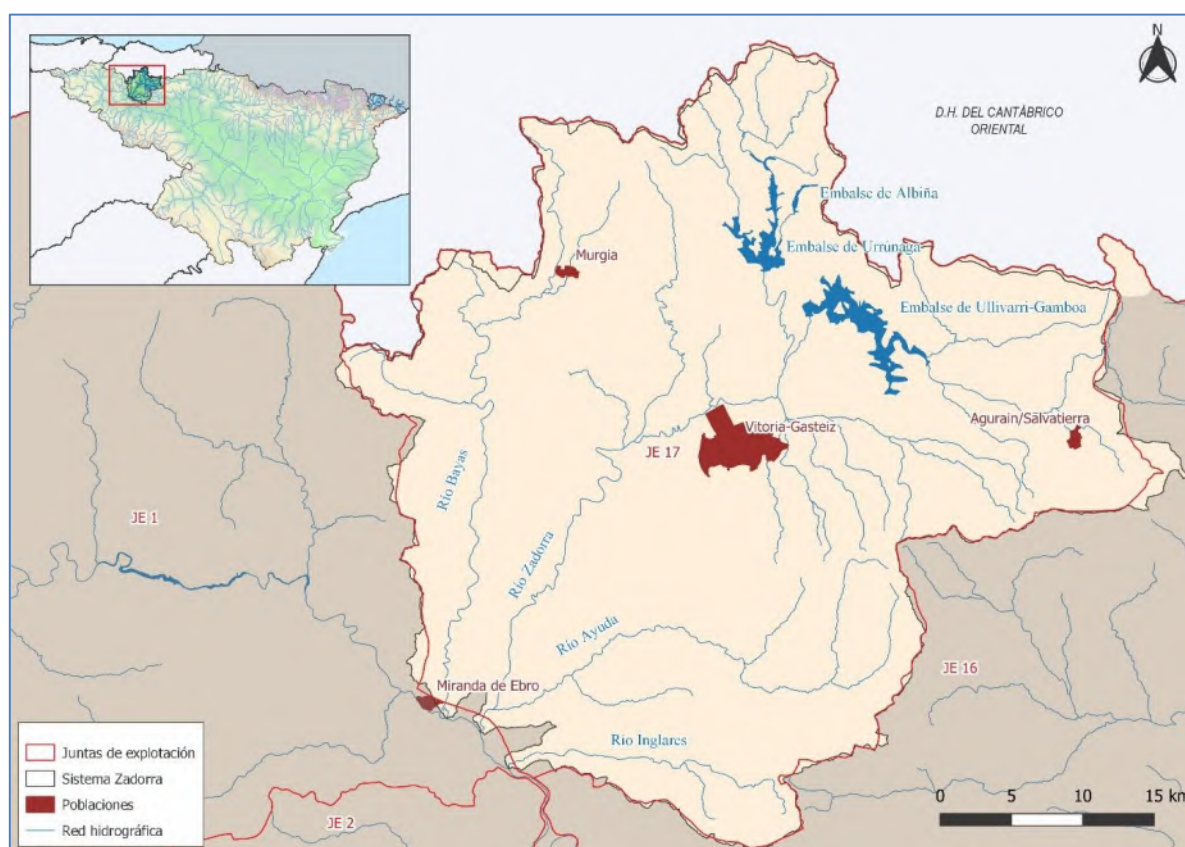 N
D.H. DEL CANTÁBRICO
ORIENTAL
Embalse de Albiña
Embalse de Urrúnaga
Murgia
Embalse de Ullivarri-Gamboa
Agurain/Salvatierra
Vitoria-Gasteiz
JE 17
Río Bayas
JE 1
Río Zadorra
Río Ayuda
JE 16
Miranda de Ebro
Río Inglares
JE 2
Juntas de explotación
Sistema Zadorra
Poblaciones
Red hidrográfica
0 5 10 15 km